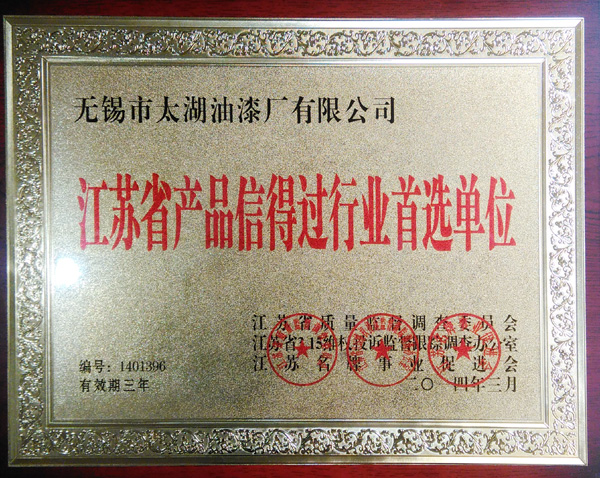 无锡市太湖油漆厂有限公司
江苏省产品信得过行业首选单位
江苏省质量监督调查委员会
江苏省3.15维权投诉监督跟踪调查办公室
江苏名牌事业促进会
编号：1401396
有效期三年
二〇一四年三月